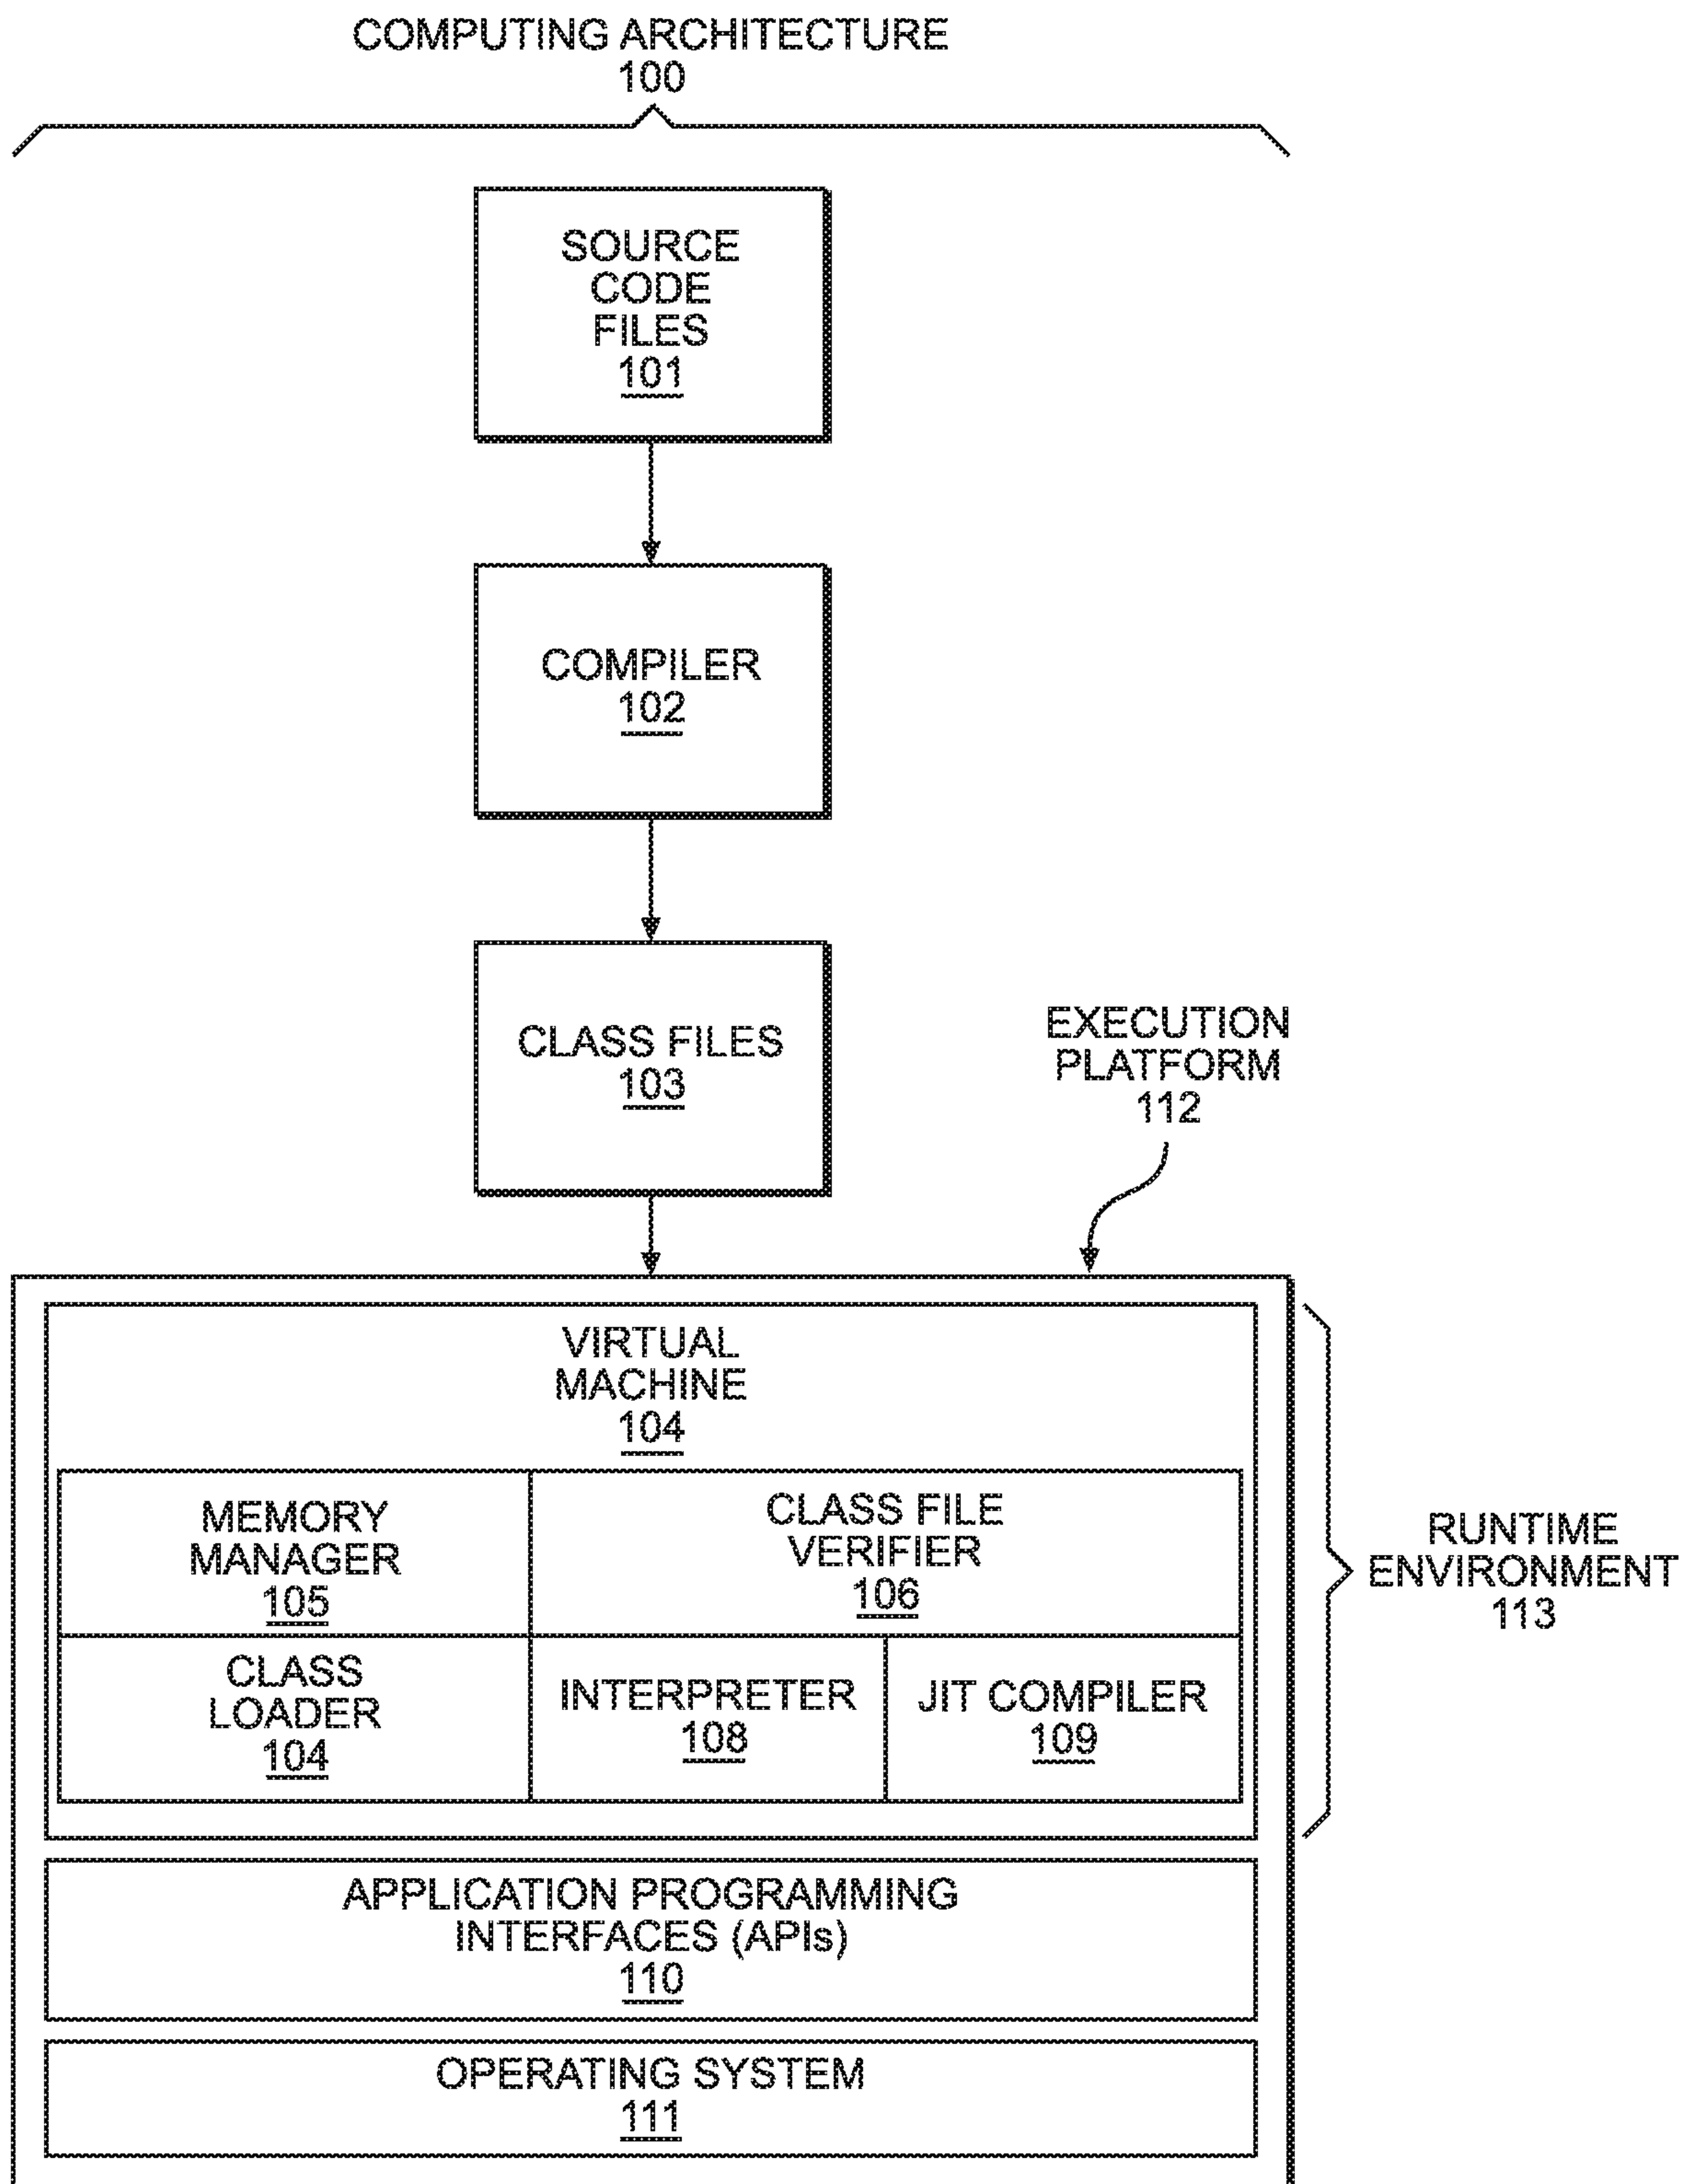 COMPUTING ARCHITECTURE
100
SOURCE
CODE
FILES
101
COMPILER
102
CLASS FILES
103
EXECUTION
PLATFORM
112
VIRTUAL
MACHINE
104
MEMORY
MANAGER
105
CLASS FILE
VERIFIER
106
CLASS
LOADER
104
INTERPRETER
108
JIT COMPILER
109
RUNTIME
ENVIRONMENT
113
APPLICATION PROGRAMMING
INTERFACES (APIs)
110
OPERATING SYSTEM
111